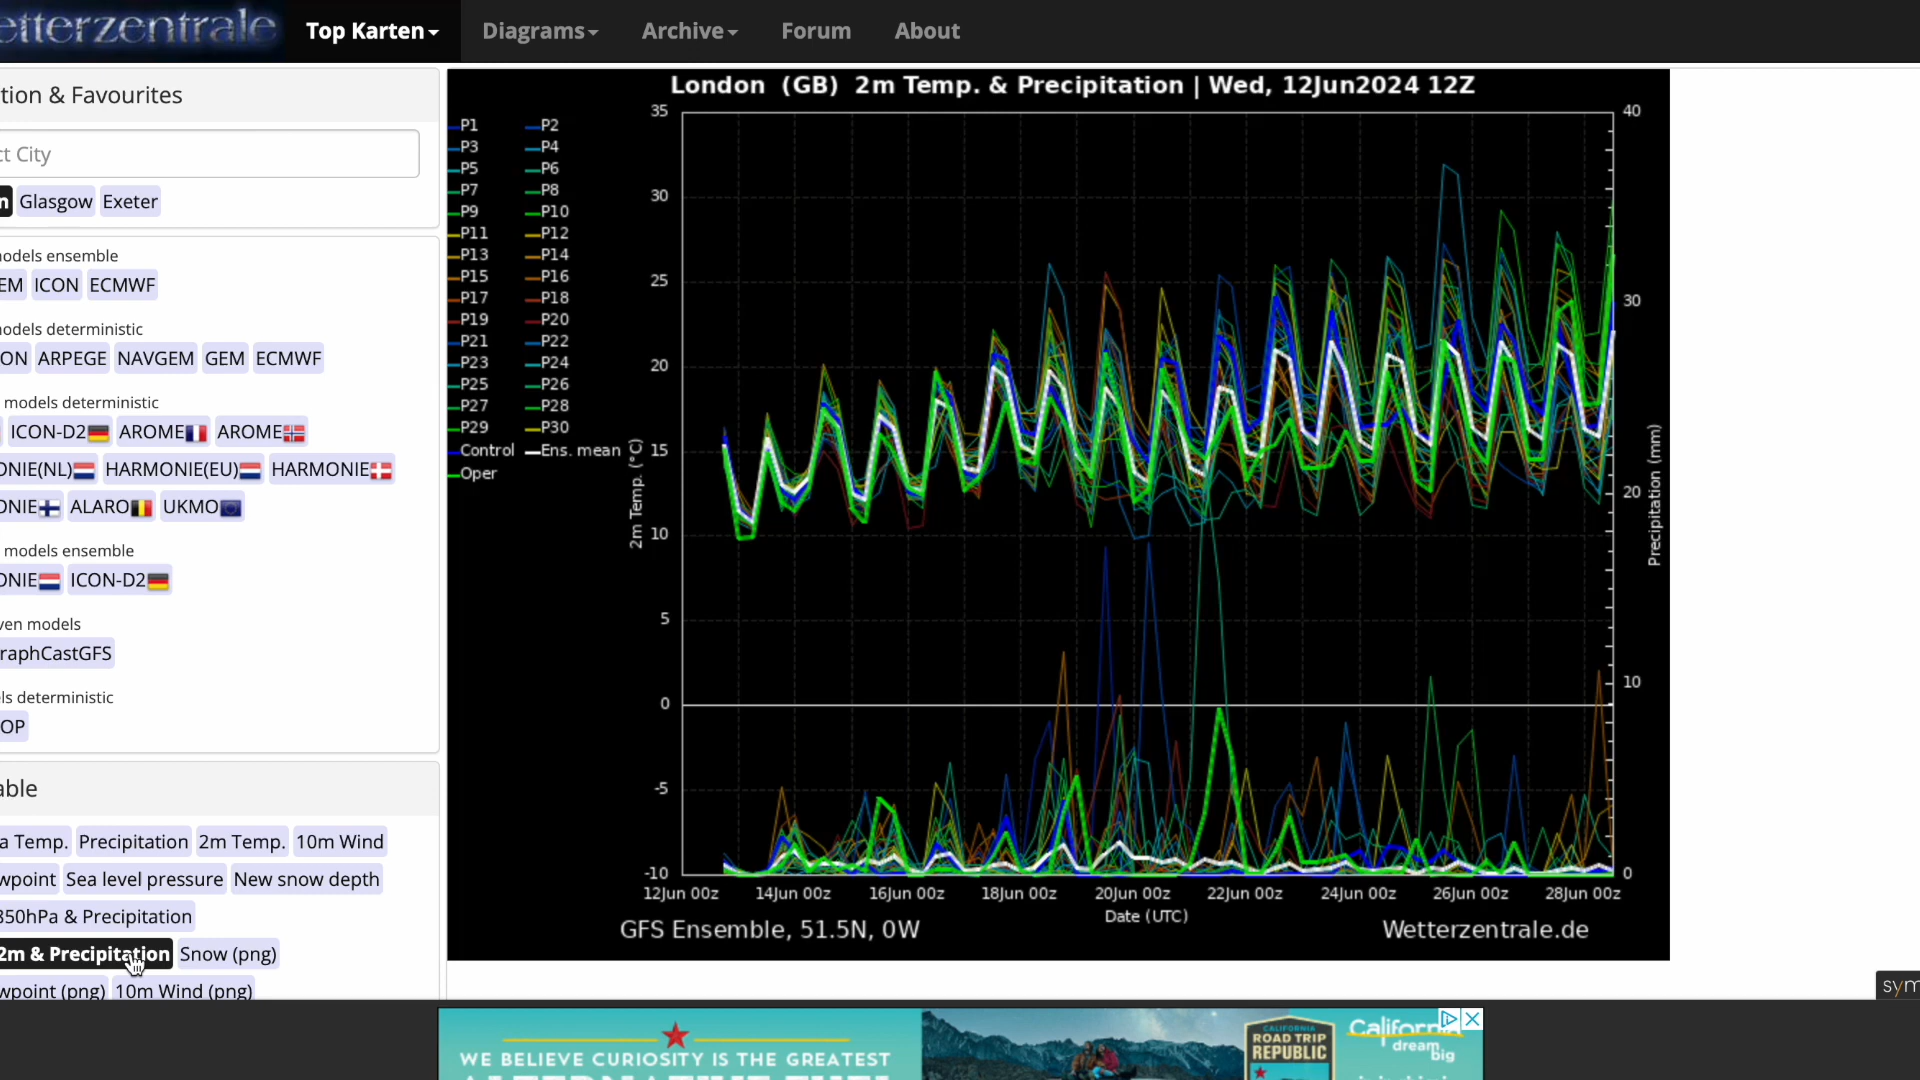 etterzentrale Top Karten Diagrams Archive Forum About
tion & Favourites
ct City
n Glasgow Exeter
odels ensemble
EM ICON ECMWF
odels deterministic
ON ARPEGE NAVGEM GEM ECMWF
models deterministic
ICON-D2 AROME AROME
ONIE(NL) HARMONIE(EU) HARMONIE
ONIE ALARO UKMO
models ensemble
ONIE ICON-D2
ven models
raphCastGFS
ls deterministic
OP
able
a Temp. Precipitation 2m Temp. 10m Wind
wpoint Sea level pressure New snow depth
850hPa & Precipitation
2m & Precipitation Snow (png)
wpoint (png) 10m Wind (png)
London (GB) 2m Temp. & Precipitation | Wed, 12Jun2024 12Z
P1 P2
P3 P4
P5 P6
P7 P8
P9 P10
P11 P12
P13 P14
P15 P16
P17 P18
P19 P20
P21 P22
P23 P24
P25 P26
P27 P28
P29 P30
Control Ens. mean
Oper
2m Temp. (°C)
35
30
25
20
15
10
5
0
-5
-10
40
30
20
10
0
Precipitation (mm)
12Jun 00z 14Jun 00z 16Jun 00z 18Jun 00z 20Jun 00z 22Jun 00z 24Jun 00z 26Jun 00z 28Jun 00z
Date (UTC)
GFS Ensemble, 51.5N, 0W Wetterzentrale.de
sym
WE BELIEVE CURIOSITY IS THE GREATEST
ALTERNATIVE FUEL
CALIFORNIA
ROAD TRIP
REPUBLIC
California
dream
big